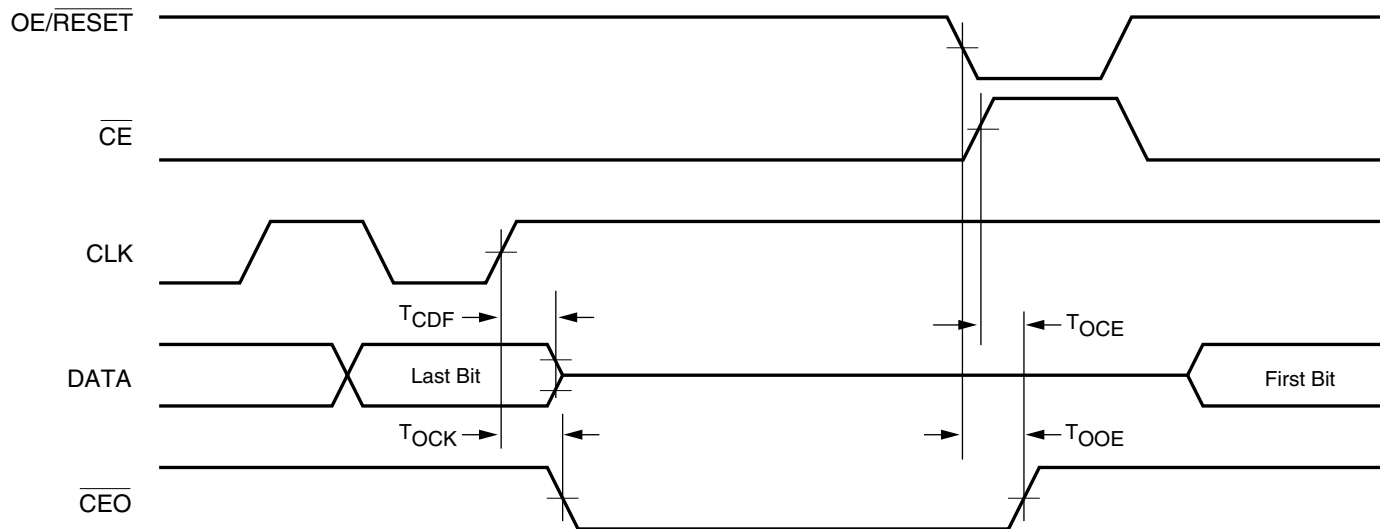 OE/RESET
CE
CLK
TCDF
TOCE
DATA
Last Bit
First Bit
TOCK
TOOE
CEO